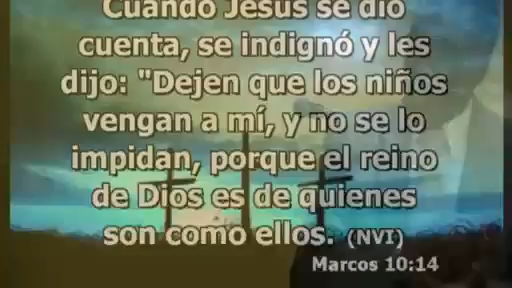 Cuando Jesús se dio
cuenta, se indignó y les
dijo: "Dejen que los niños
vengan a mí, y no se lo
impidan, porque el reino
de Dios es de quienes
son como ellos. (NVI)
Marcos 10:14